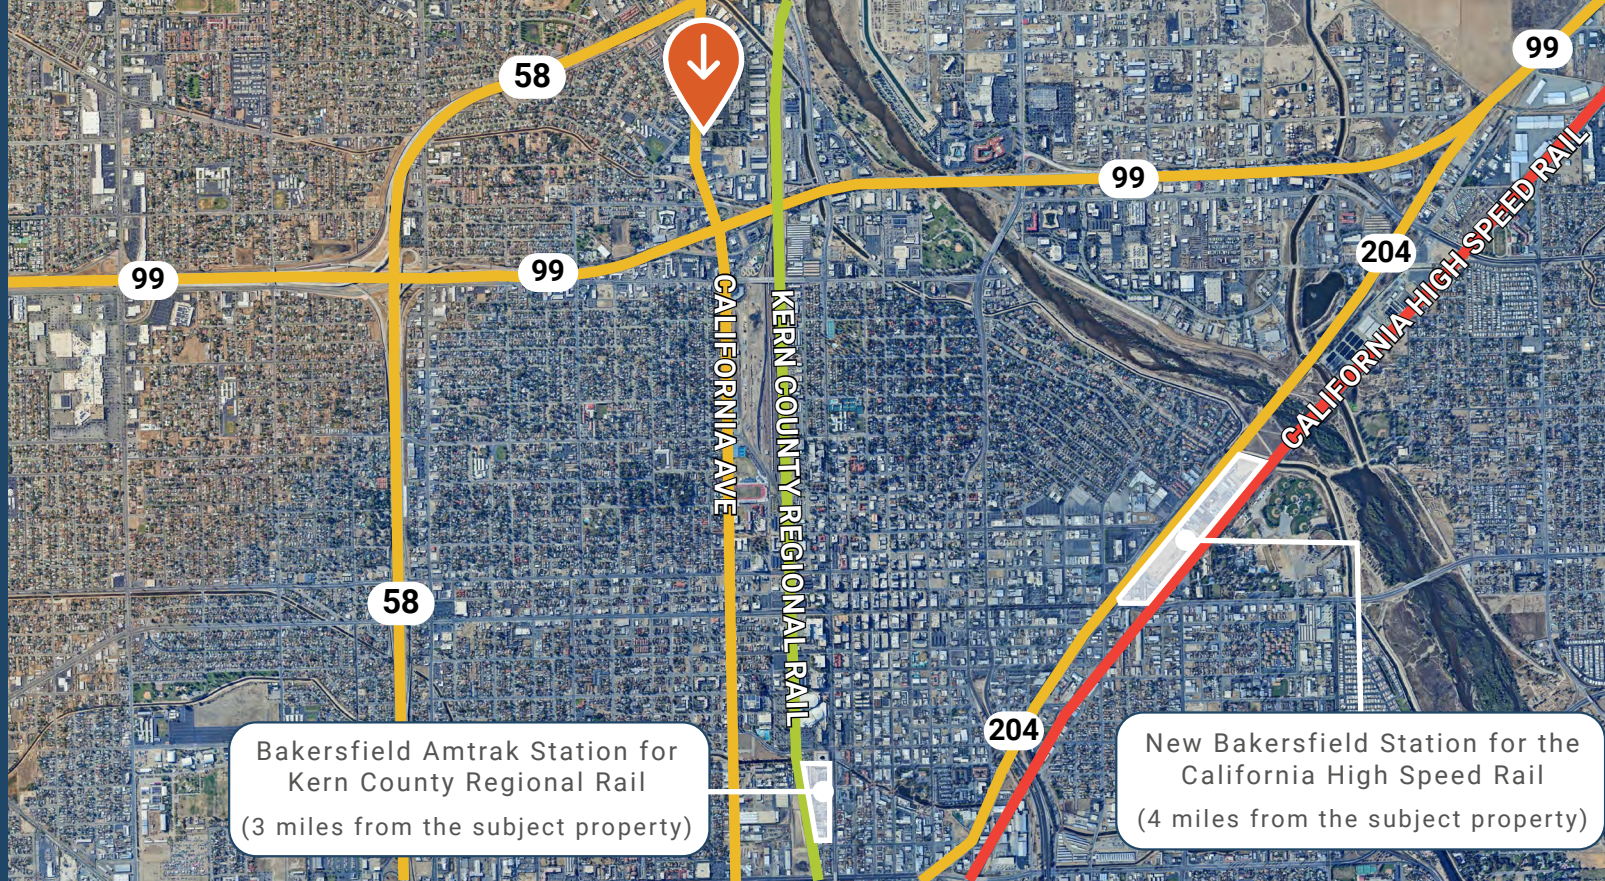 99
58
99
204
99
99
CALIFORNIA HIGH SPEED RAIL
CALIFORNIA AVE
KERN COUNTY REGIONAL RAIL
58
204
Bakersfield Amtrak Station for
Kern County Regional Rail
(3 miles from the subject property)
New Bakersfield Station for the
California High Speed Rail
(4 miles from the subject property)